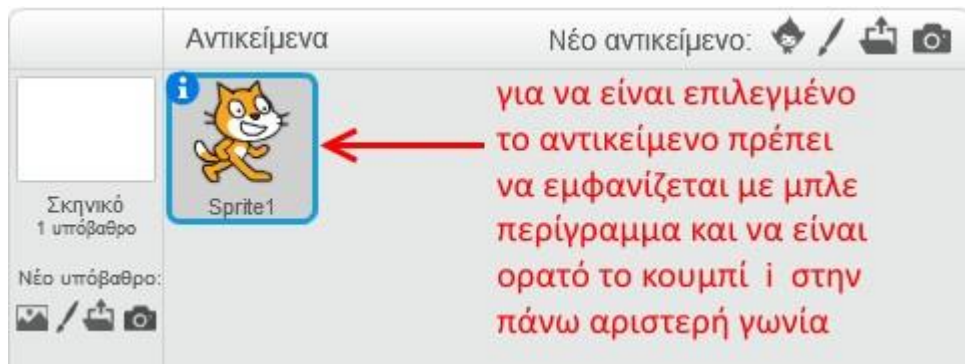 Αντικείμενα
Νέο αντικείμενο:
i
Sprite1
Σκηνικό
1 υπόβαθρο
Νέο υπόβαθρο:
για να είναι επιλεγμένο
το αντικείμενο πρέπει
να εμφανίζεται με μπλε
περίγραμμα και να είναι
ορατό το κουμπί i στην
πάνω αριστερή γωνία